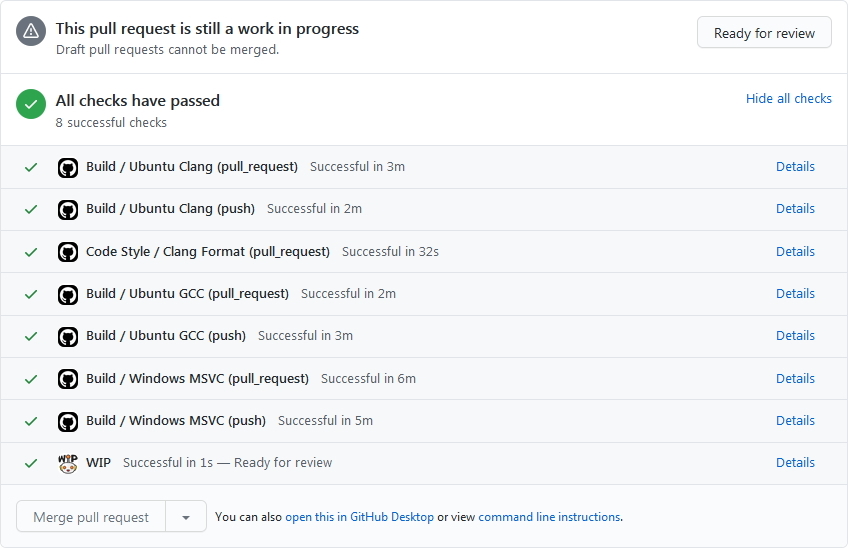 This pull request is still a work in progress
Draft pull requests cannot be merged.
Ready for review
All checks have passed
8 successful checks
Hide all checks
Build / Ubuntu Clang (pull_request) Successful in 3m Details
Build / Ubuntu Clang (push) Successful in 2m Details
Code Style / Clang Format (pull_request) Successful in 32s Details
Build / Ubuntu GCC (pull_request) Successful in 2m Details
Build / Ubuntu GCC (push) Successful in 3m Details
Build / Windows MSVC (pull_request) Successful in 6m Details
Build / Windows MSVC (push) Successful in 5m Details
WIP WIP Successful in 1s — Ready for review Details
Merge pull request You can also open this in GitHub Desktop or view command line instructions.